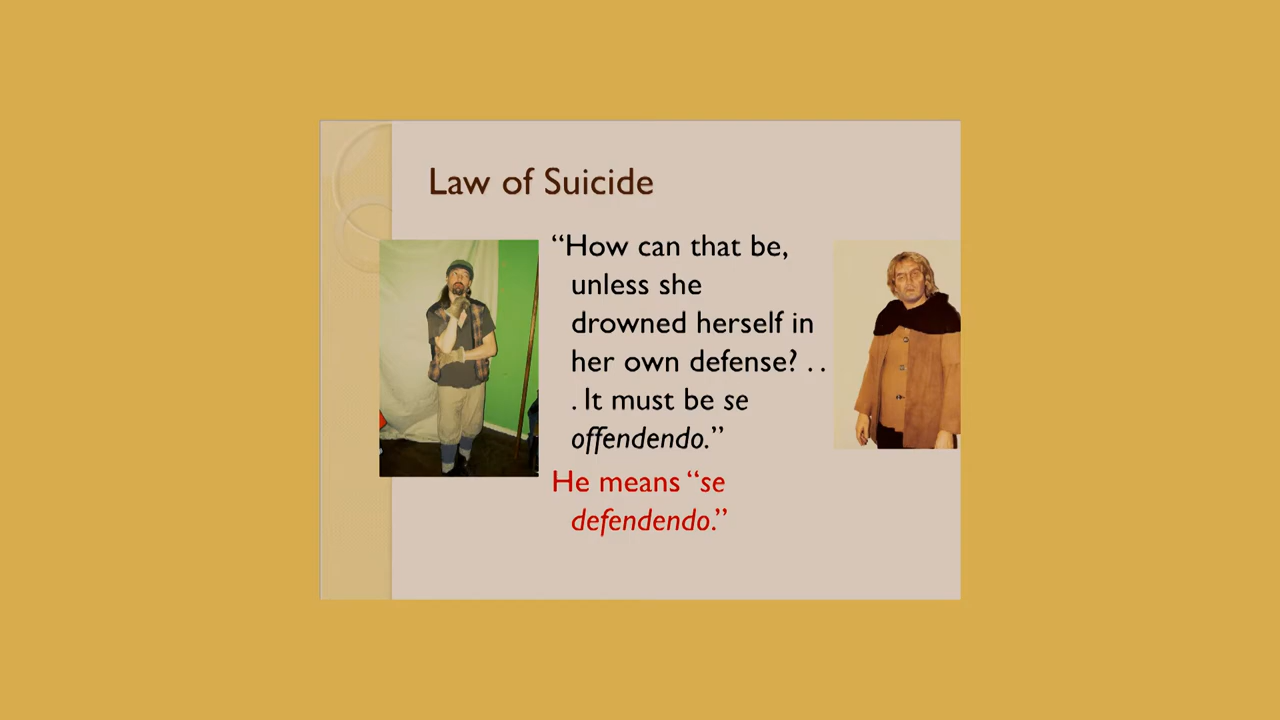 Law of Suicide
“How can that be,
unless she
drowned herself in
her own defense? . .
. It must be se
offendendo.”
He means “se
defendendo.”